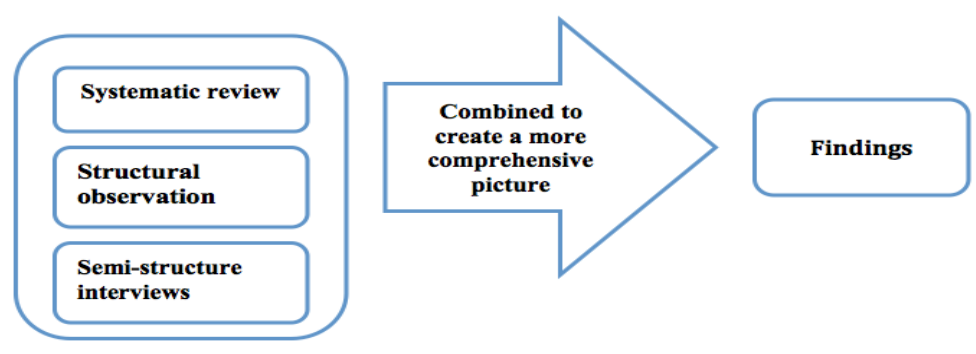 Systematic review
Structural
observation
Semi-structure
interviews
Combined to
create a more
comprehensive
picture
Findings